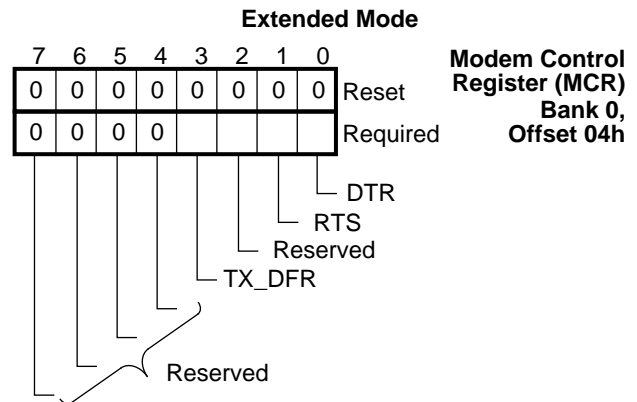 Extended Mode
7 6 5 4 3 2 1 0
Modem Control
Register (MCR)
Bank 0,
Offset 04h
0 0 0 0 0 0 0 0 Reset
0 0 0 0 Required
DTR
RTS
Reserved
TX_DFR
Reserved